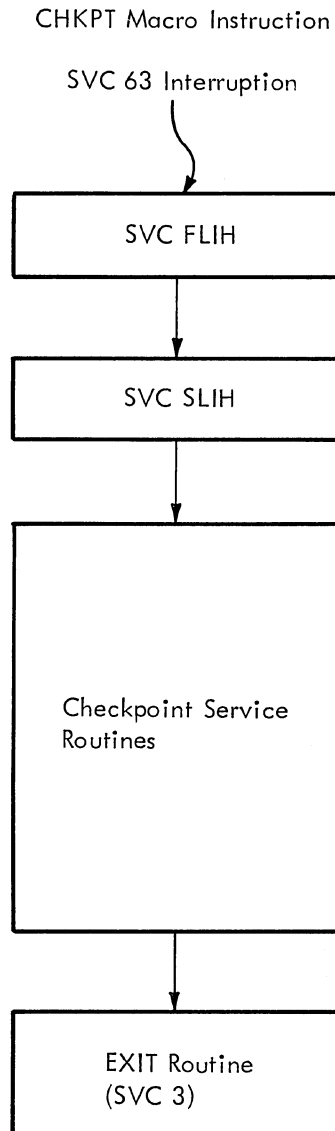 CHKPT Macro Instruction
SVC 63 Interruption
SVC FLIH
SVC SLIH
Checkpoint Service
Routines
EXIT Routine
(SVC 3)